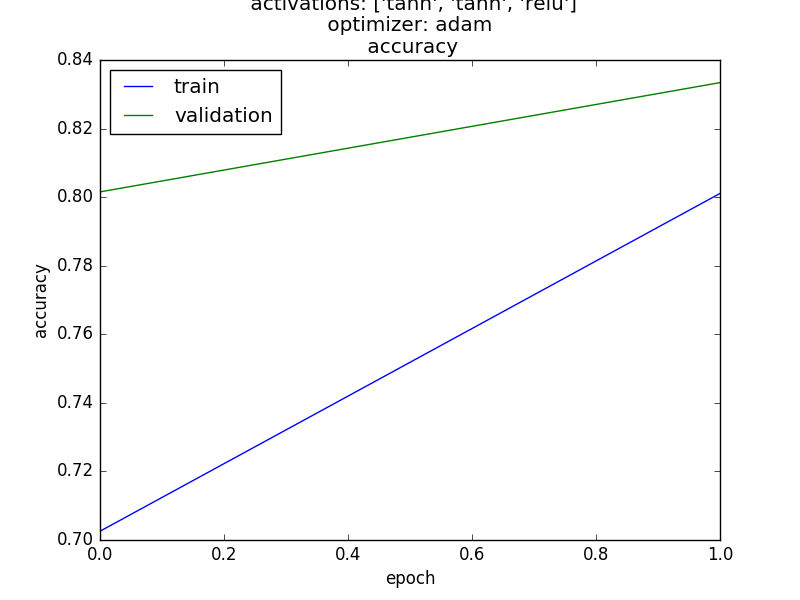 activations: ['tanh', 'tanh', 'relu']
optimizer: adam
accuracy
train
validation
0.84
0.82
0.80
0.78
0.76
0.74
0.72
0.70
accuracy
0.0 0.2 0.4 0.6 0.8 1.0
epoch